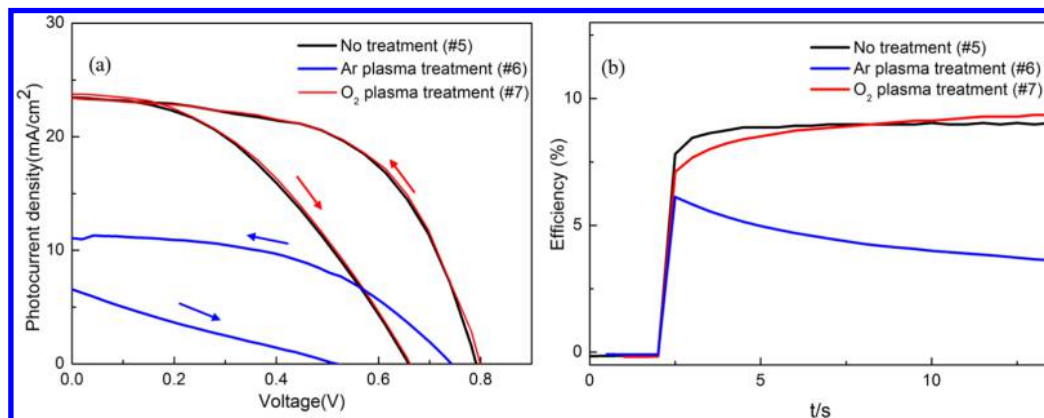 (a)
No treatment (#5)
Ar plasma treatment (#6)
O₂ plasma treatment (#7)
Photocurrent density(mA/cm²)
30
20
10
0
0.0 0.2 0.4 0.6 0.8
Voltage(V)
(b)
No treatment (#5)
Ar plasma treatment (#6)
O₂ plasma treatment (#7)
Efficiency (%)
10
5
0
0 5 10
t/s